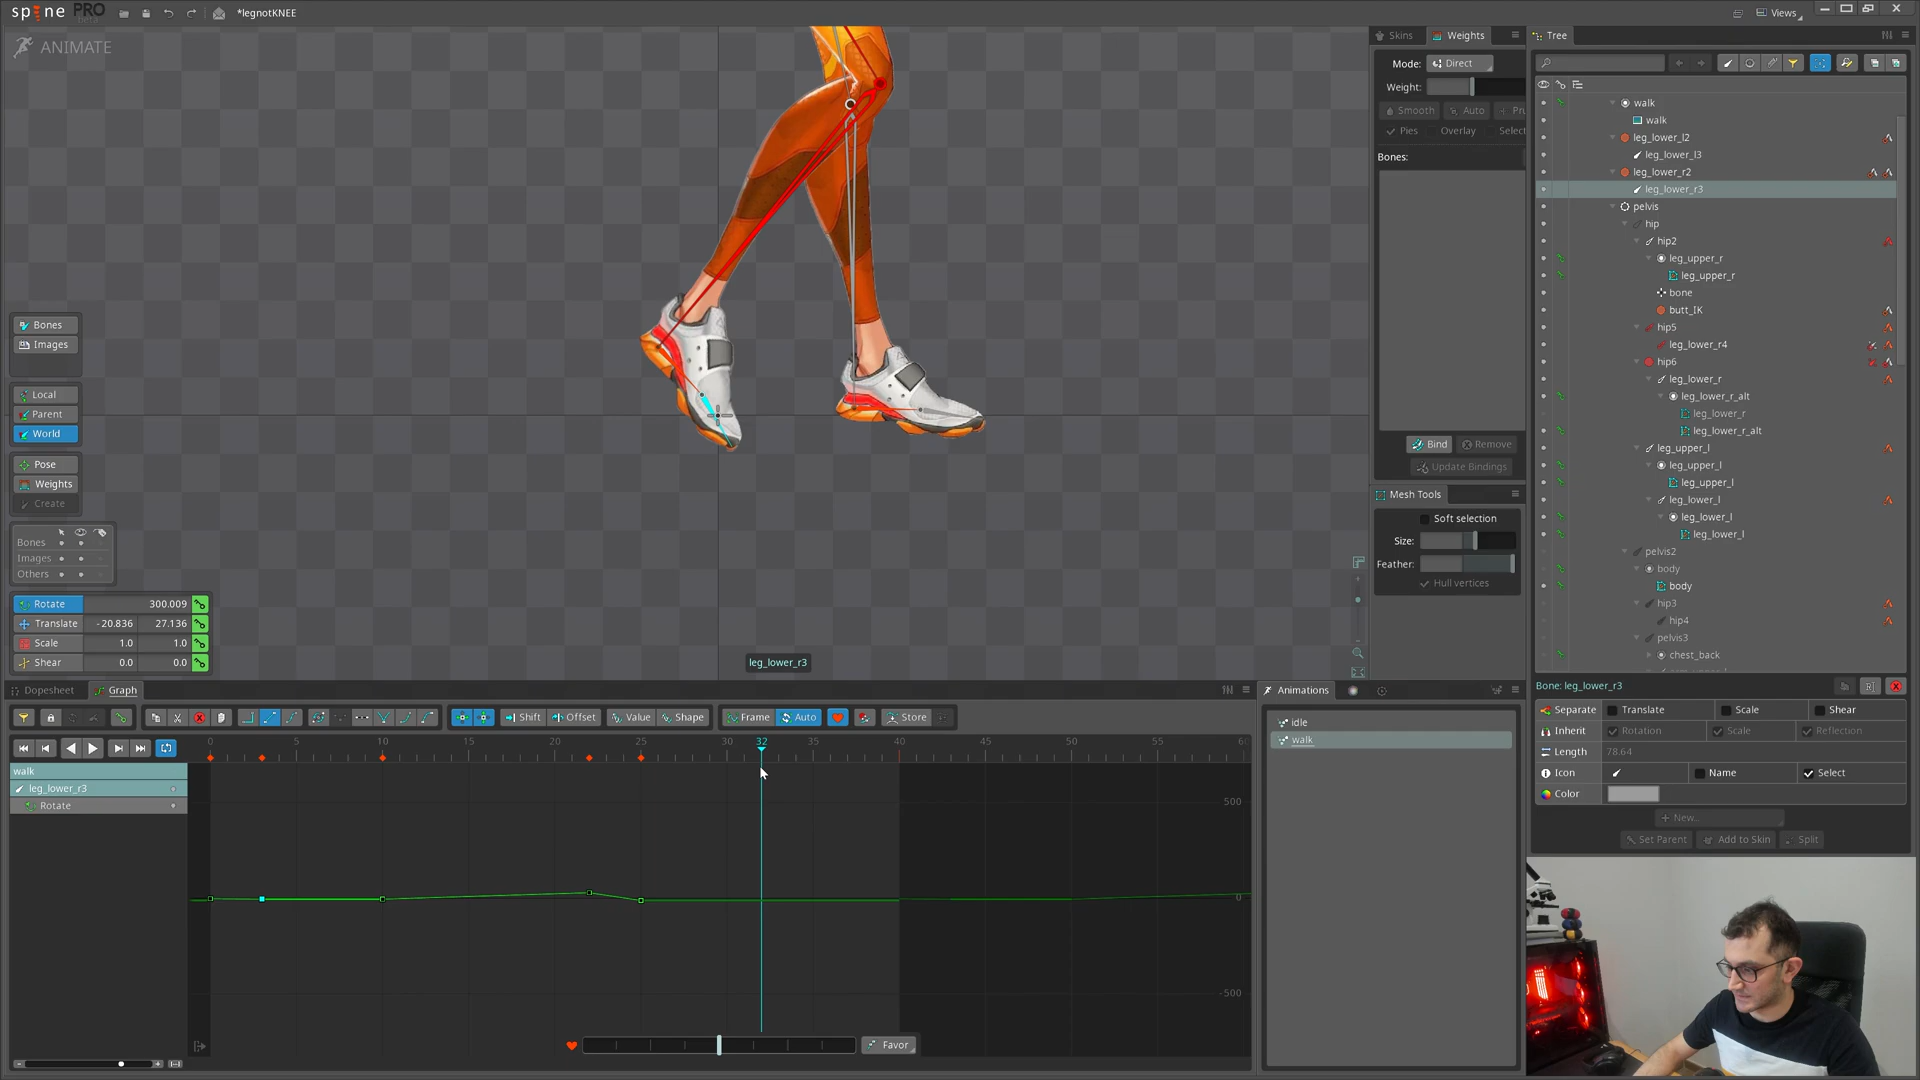 spine PRO
*legnotKNEE
Views
ANIMATE
Skins
Weights
Mode: Direct
Weight:
Smooth
Auto
Pru
Pies
Overlay
Select
Bones:
Bind
Remove
Update Bindings
Mesh Tools
Soft selection
Size:
Feather:
Hull vertices
Tree
walk
walk
leg_lower_l2
leg_lower_l3
leg_lower_r2
leg_lower_r3
pelvis
hip
hip2
leg_upper_r
leg_upper_r
bone
butt_IK
hip5
leg_lower_r4
hip6
leg_lower_r
leg_lower_r_alt
leg_lower_r
leg_lower_r_alt
leg_upper_l
leg_upper_l
leg_upper_l
leg_lower_l
leg_lower_l
leg_lower_l
pelvis2
body
body
hip3
hip4
pelvis3
chest_back
Bones
Images
Local
Parent
World
Pose
Weights
Create
Bones
Images
Others
Rotate 300.009
Translate -20.836 27.136
Scale 1.0 1.0
Shear 0.0 0.0
leg_lower_r3
Dopesheet
Graph
Shift
Offset
Value
Shape
Frame
Auto
Store
0 5 10 15 20 25 30 32 35 40 45 50 55 60
walk
leg_lower_r3
Rotate
500
0
-500
Favor
Animations
idle
walk
Bone: leg_lower_r3
Separate Translate Scale Shear
Inherit Rotation Scale Reflection
Length 78.64
Icon Name Select
Color
New...
Set Parent
Add to Skin
Split